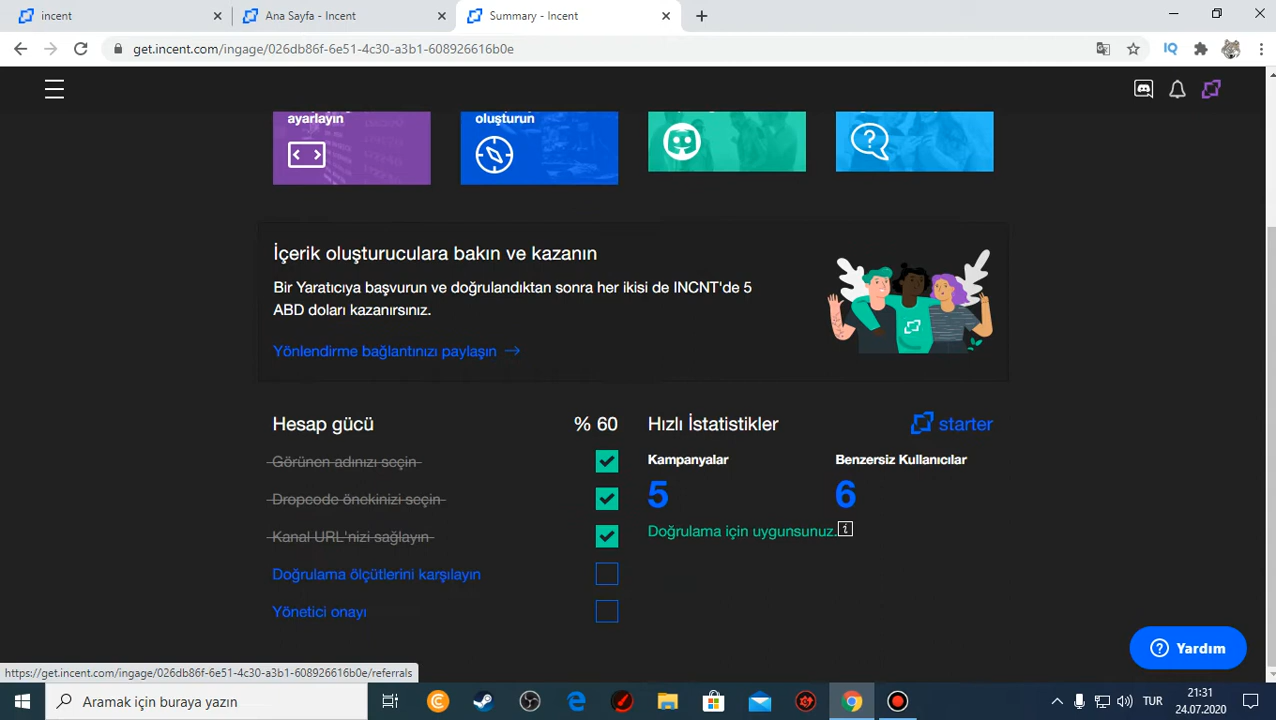 incent
Ana Sayfa - Incent
Summary - Incent
get.incent.com/ingage/026db86f-6e51-4c30-a3b1-608926616b0e
IQ
ayarlayın
oluşturun
İçerik oluşturuculara bakın ve kazanın
Bir Yaratıcıya başvurun ve doğrulandıktan sonra her ikisi de INCNT'de 5
ABD doları kazanırsınız.
Yönlendirme bağlantınızı paylaşın →
Hesap gücü % 60
Görünen adınızı seçin
Dropcode önekinizi seçin
Kanal URL'nizi sağlayın
Doğrulama ölçütlerini karşılayın
Yönetici onayı
Hızlı İstatistikler
starter
Kampanyalar
5
Benzersiz Kullanıcılar
6
Doğrulama için uygunsunuz.
Yardım
https://get.incent.com/ingage/026db86f-6e51-4c30-a3b1-608926616b0e/referrals
Aramak için buraya yazın
TUR
21:31
24.07.2020